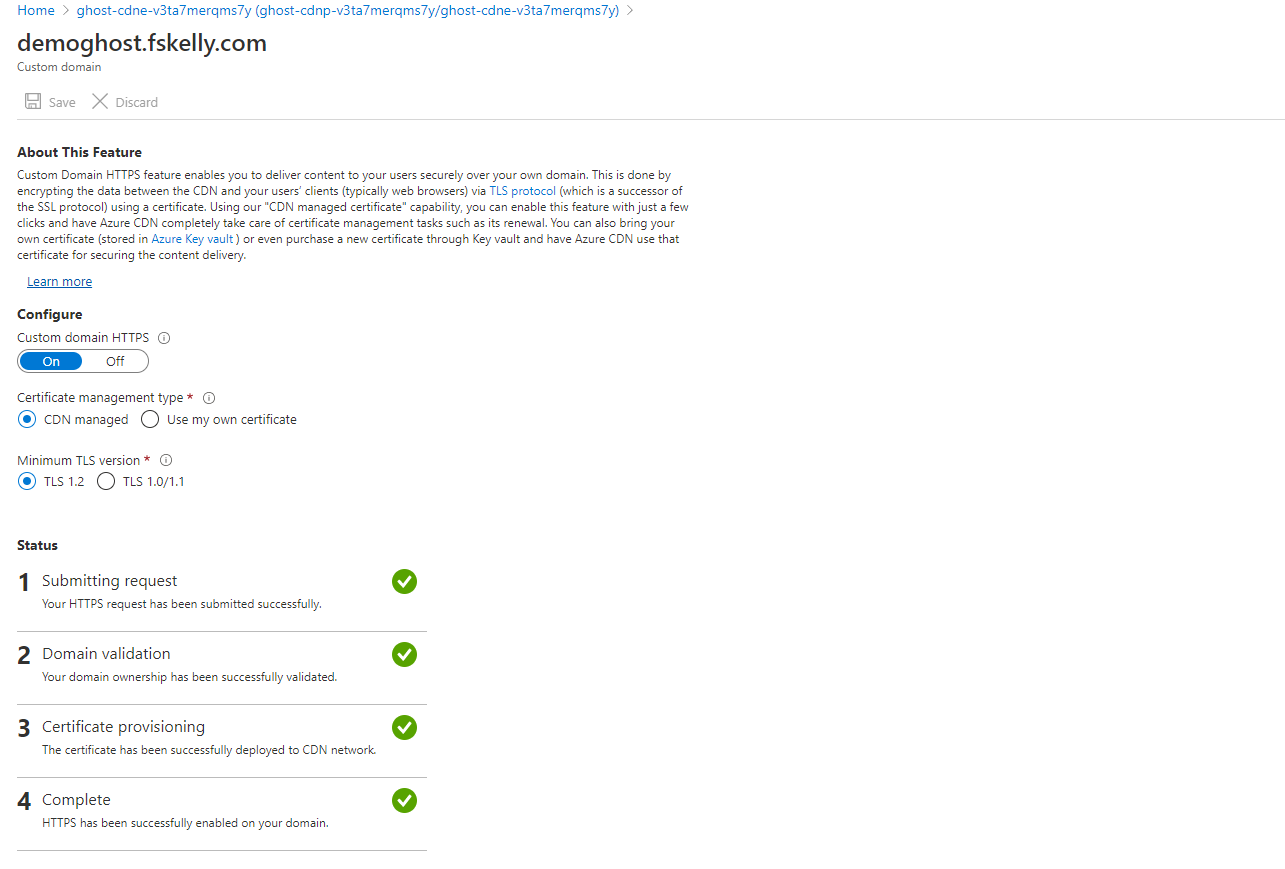 Home > ghost-cdne-v3ta7merqms7y (ghost-cdnp-v3ta7merqms7y/ghost-cdne-v3ta7merqms7y) >
demoghost.fskelly.com
Custom domain
Save Discard
About This Feature
Custom Domain HTTPS feature enables you to deliver content to your users securely over your own domain. This is done by
encrypting the data between the CDN and your users’ clients (typically web browsers) via TLS protocol (which is a successor of
the SSL protocol) using a certificate. Using our "CDN managed certificate" capability, you can enable this feature with just a few
clicks and have Azure CDN completely take care of certificate management tasks such as its renewal. You can also bring your
own certificate (stored in Azure Key vault ) or even purchase a new certificate through Key vault and have Azure CDN use that
certificate for securing the content delivery.
Learn more
Configure
Custom domain HTTPS
On Off
Certificate management type *
CDN managed Use my own certificate
Minimum TLS version *
TLS 1.2 TLS 1.0/1.1
Status
1 Submitting request
Your HTTPS request has been submitted successfully.
2 Domain validation
Your domain ownership has been successfully validated.
3 Certificate provisioning
The certificate has been successfully deployed to CDN network.
4 Complete
HTTPS has been successfully enabled on your domain.